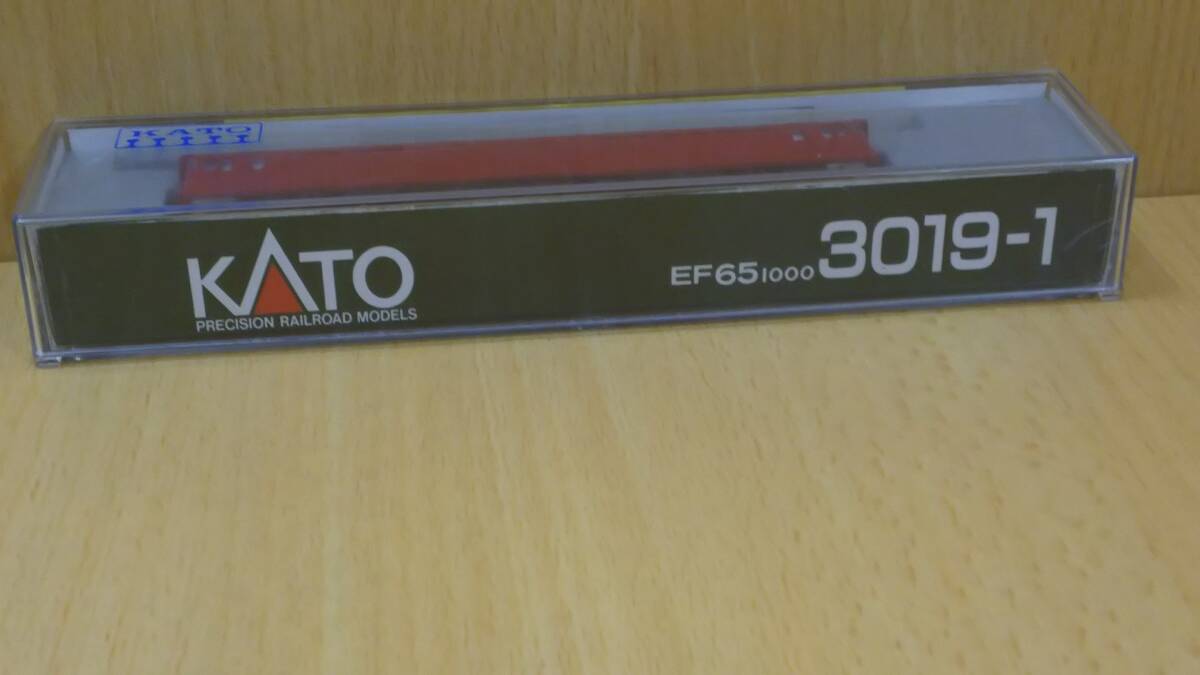 KATO
KATO
PRECISION RAILROAD MODELS
EF65 1000 3019-1